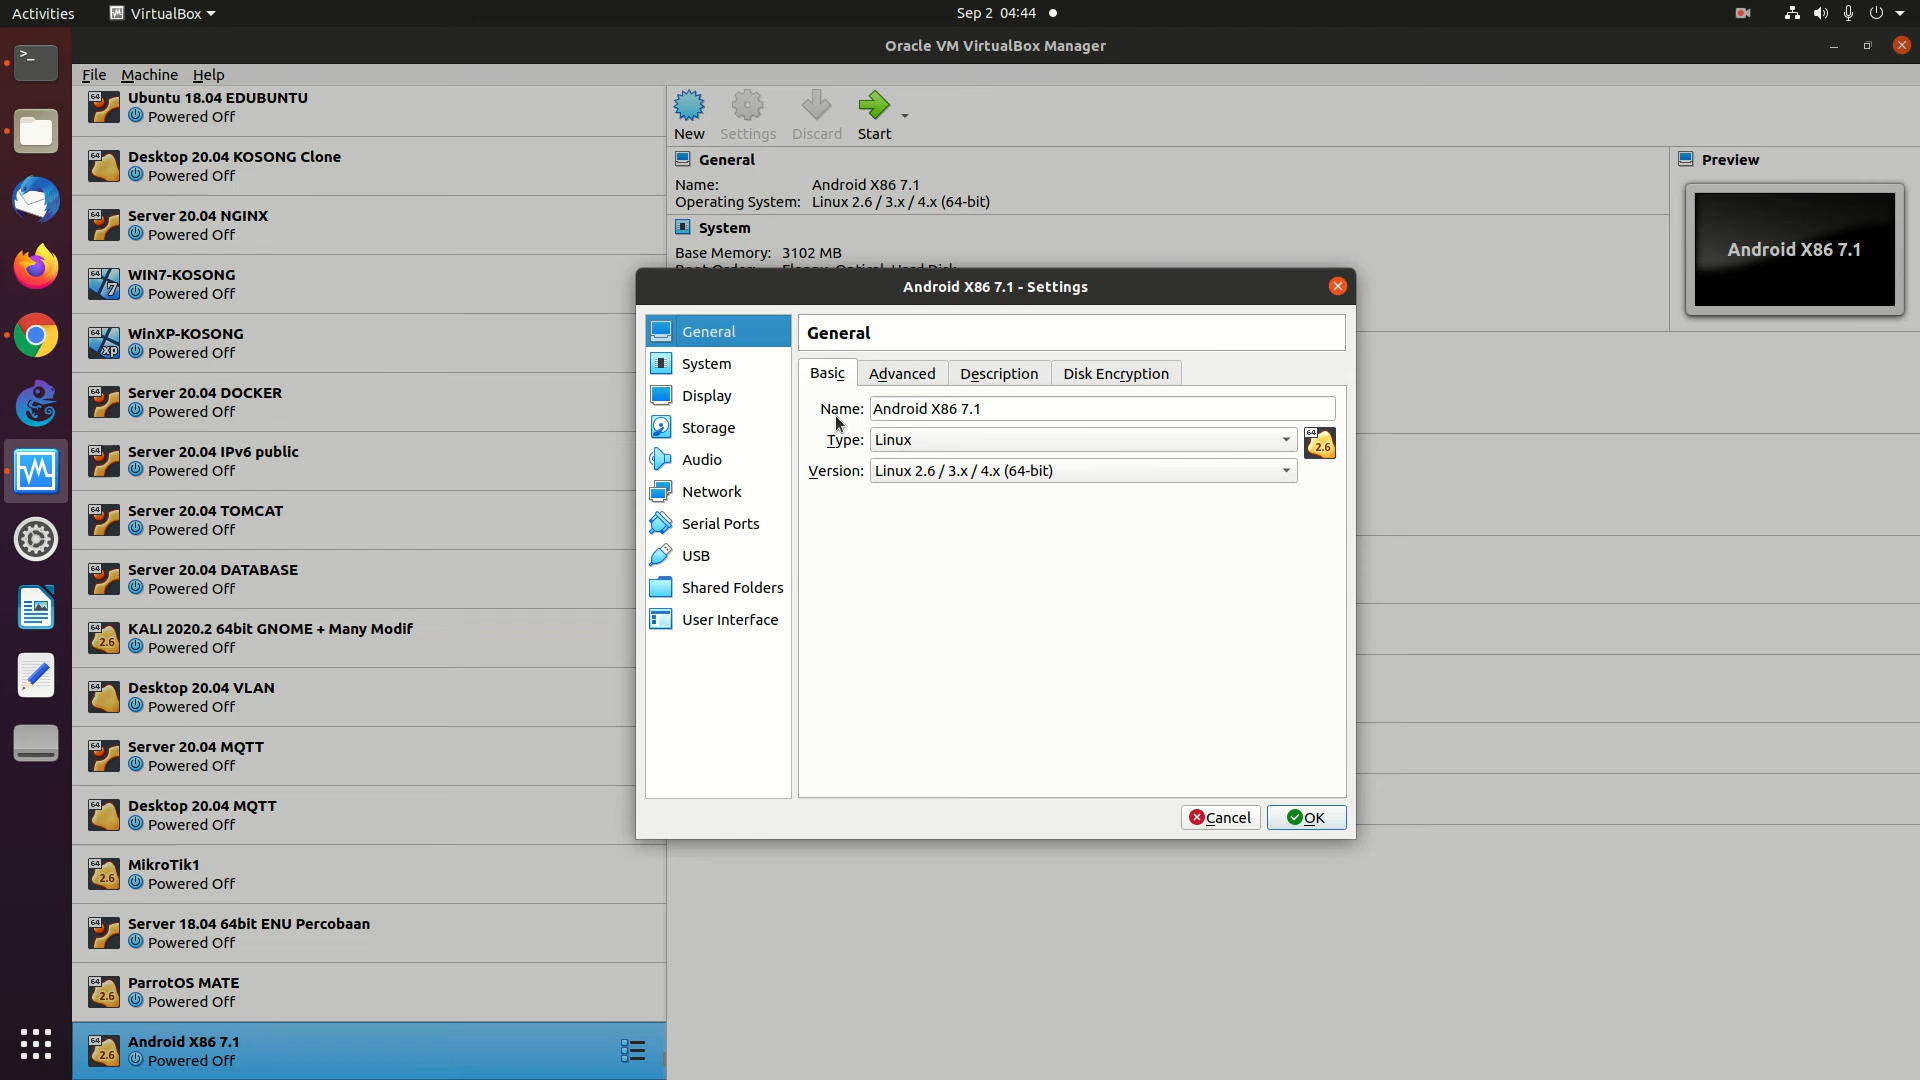 Activities
VirtualBox
Sep 2 04:44
Oracle VM VirtualBox Manager
File Machine Help
Ubuntu 18.04 EDUBUNTU
Powered Off
Desktop 20.04 KOSONG Clone
Powered Off
Server 20.04 NGINX
Powered Off
WIN7-KOSONG
Powered Off
WinXP-KOSONG
Powered Off
Server 20.04 DOCKER
Powered Off
Server 20.04 IPv6 public
Powered Off
Server 20.04 TOMCAT
Powered Off
Server 20.04 DATABASE
Powered Off
KALI 2020.2 64bit GNOME + Many Modif
Powered Off
Desktop 20.04 VLAN
Powered Off
Server 20.04 MQTT
Powered Off
Desktop 20.04 MQTT
Powered Off
MikroTik1
Powered Off
Server 18.04 64bit ENU Percobaan
Powered Off
ParrotOS MATE
Powered Off
Android X86 7.1
Powered Off
New Settings Discard Start
General
Name: Android X86 7.1
Operating System: Linux 2.6 / 3.x / 4.x (64-bit)
System
Base Memory: 3102 MB
Preview
Android X86 7.1
Android X86 7.1 - Settings
General
System
Display
Storage
Audio
Network
Serial Ports
USB
Shared Folders
User Interface
General
Basic Advanced Description Disk Encryption
Name: Android X86 7.1
Type: Linux
Version: Linux 2.6 / 3.x / 4.x (64-bit)
64
2.6
Cancel OK